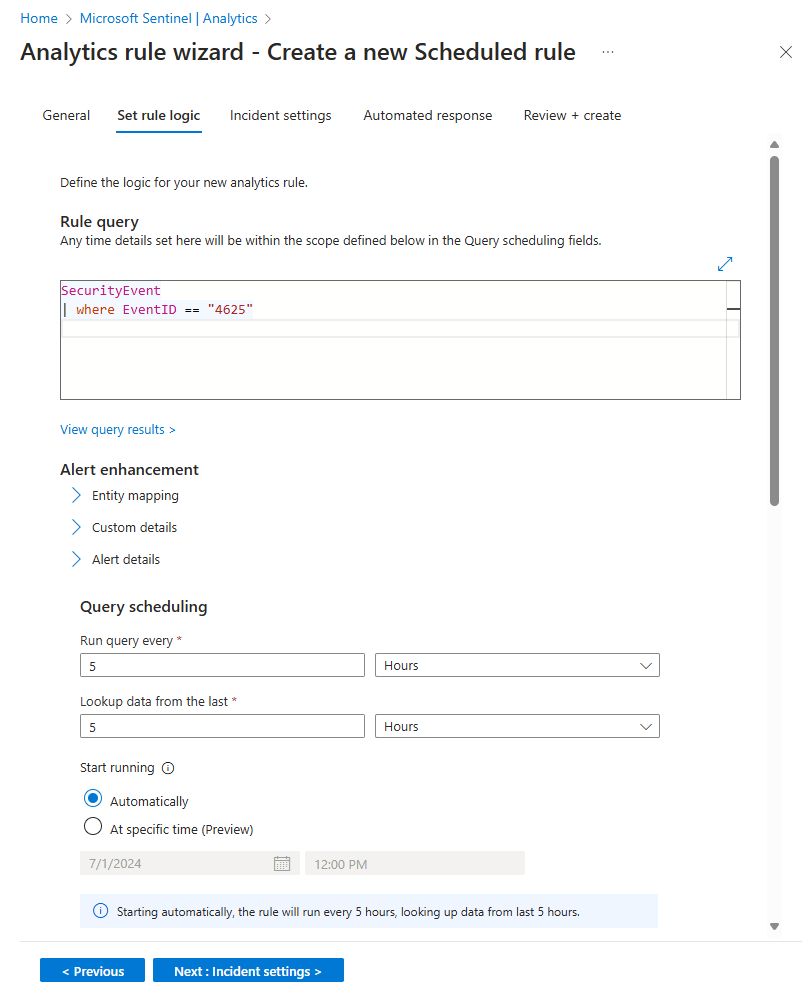 Home > Microsoft Sentinel | Analytics >
Analytics rule wizard - Create a new Scheduled rule ...
General Set rule logic Incident settings Automated response Review + create
Define the logic for your new analytics rule.
Rule query
Any time details set here will be within the scope defined below in the Query scheduling fields.
SecurityEvent
| where EventID == "4625"
View query results >
Alert enhancement
Entity mapping
Custom details
Alert details
Query scheduling
Run query every *
5 Hours
Lookup data from the last *
5 Hours
Start running
Automatically
At specific time (Preview)
7/1/2024 12:00 PM
Starting automatically, the rule will run every 5 hours, looking up data from last 5 hours.
< Previous Next : Incident settings >